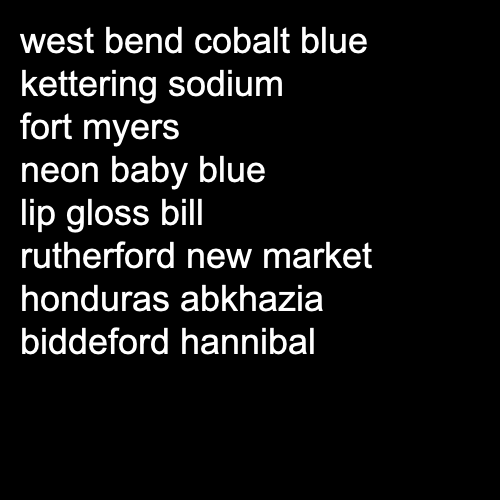 west bend cobalt blue
kettering sodium
fort myers
neon baby blue
lip gloss bill
rutherford new market
honduras abkhazia
biddeford hannibal